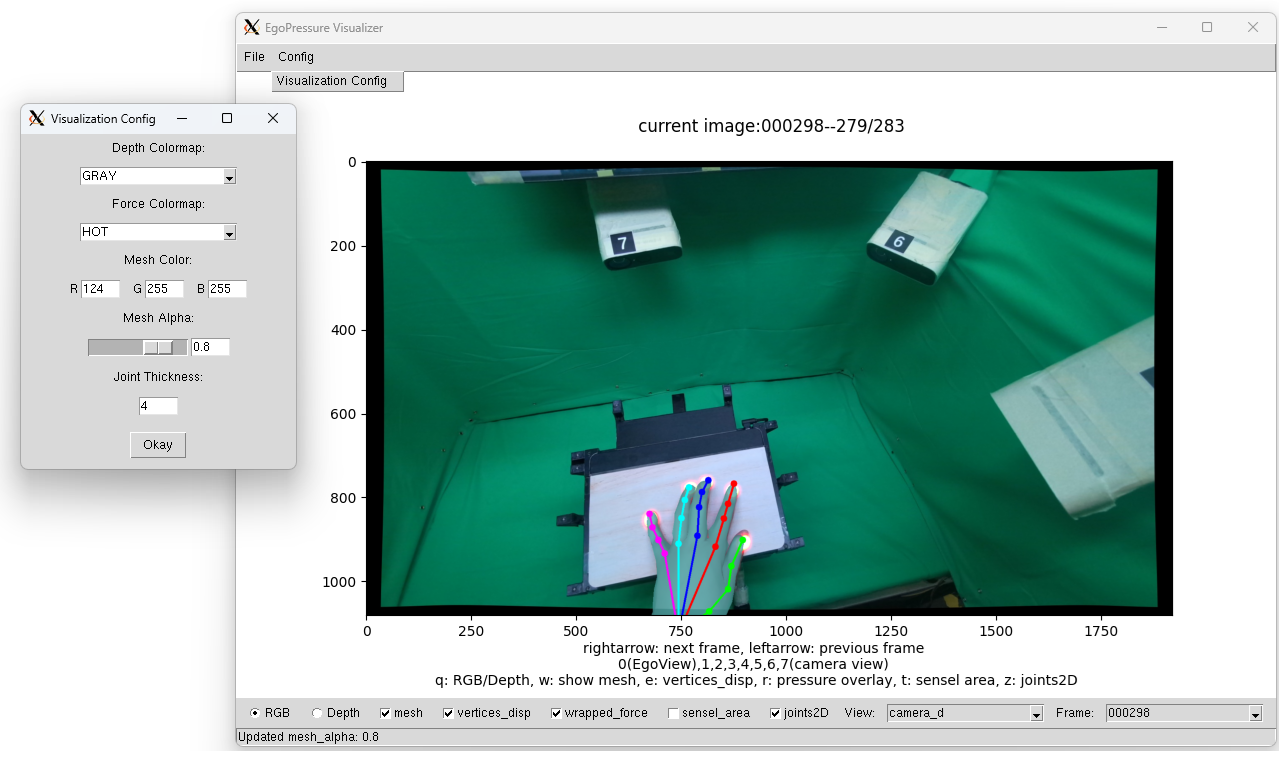 EgoPressure Visualizer
File Config
Visualization Config
Visualization Config
Depth Colormap:
GRAY
Force Colormap:
HOT
Mesh Color:
R 124 G 255 B 255
Mesh Alpha:
0.8
Joint Thickness:
4
Okay
current image:000298--279/283
0
200
400
600
800
1000
7
6
0 250 500 750 1000 1250 1500 1750
rightarrow: next frame, leftarrow: previous frame
0(EgoView),1,2,3,4,5,6,7(camera view)
q: RGB/Depth, w: show mesh, e: vertices_disp, r: pressure overlay, t: sensel area, z: joints2D
RGB Depth mesh vertices_disp wrapped_force sensel_area joints2D View: camera_d Frame: 000298
Updated mesh_alpha: 0.8